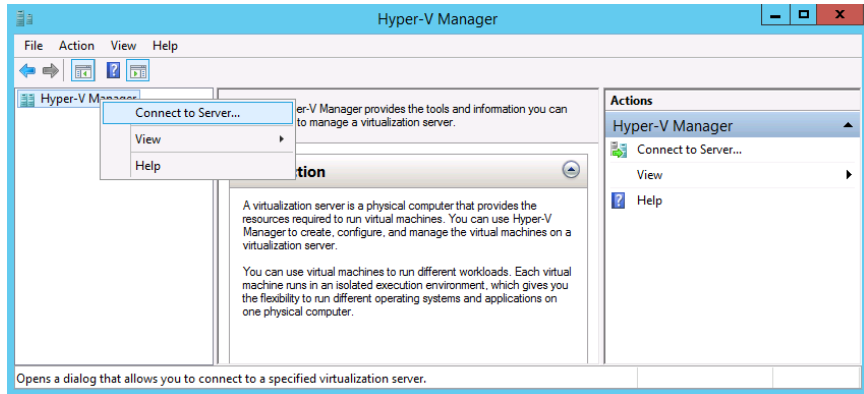 Hyper-V Manager
File Action View Help
Hyper-V Manager
Connect to Server...
View
Help
er-V Manager provides the tools and information you can
to manage a virtualization server.
tion
A virtualization server is a physical computer that provides the
resources required to run virtual machines. You can use Hyper-V
Manager to create, configure, and manage the virtual machines on a
virtualization server.
You can use virtual machines to run different workloads. Each virtual
machine runs in an isolated execution environment, which gives you
the flexibility to run different operating systems and applications on
one physical computer.
Actions
Hyper-V Manager
Connect to Server...
View
Help
Opens a dialog that allows you to connect to a specified virtualization server.